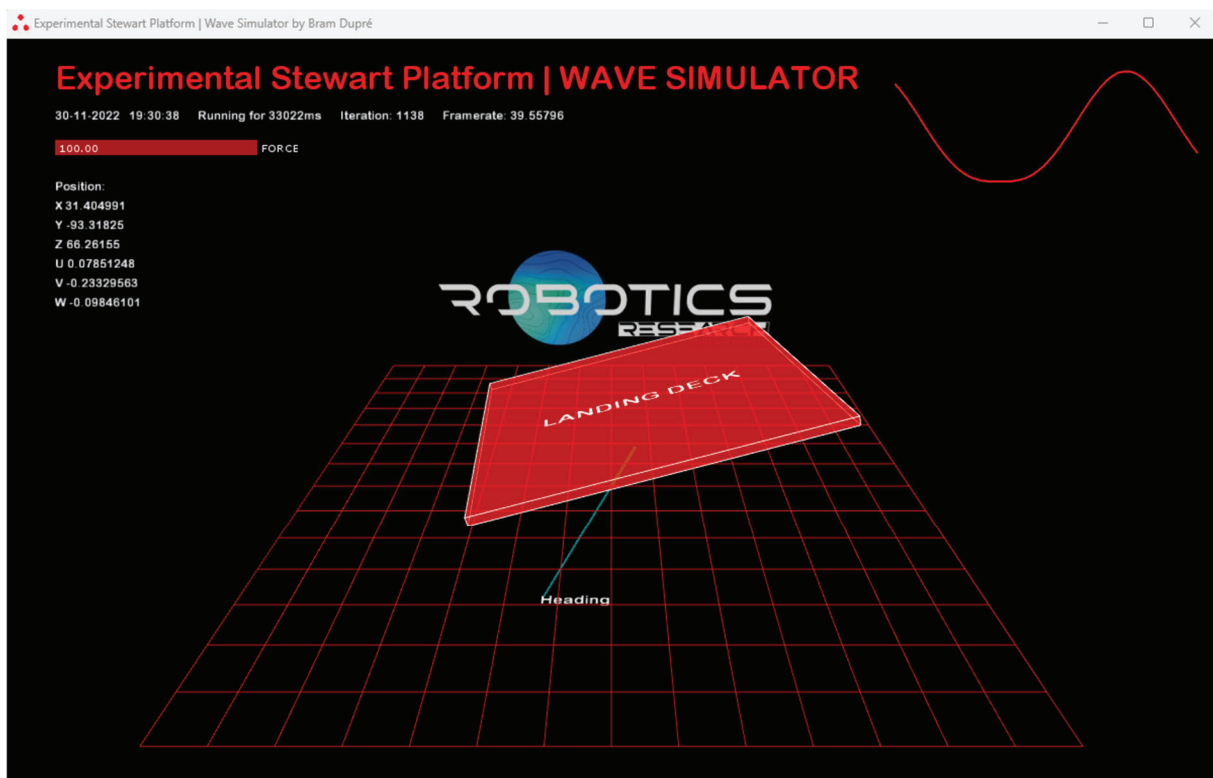 Experimental Stewart Platform | Wave Simulator by Bram Dupré
Experimental Stewart Platform | WAVE SIMULATOR
30-11-2022 19:30:38 Running for 33022ms Iteration: 1138 Framerate: 39.55796
100.00 FORCE
Position:
X 31.404991
Y -93.31825
Z 66.26155
U 0.07851248
V -0.23329563
W -0.09846101
ROBOTICS
RESEARCH
LANDING DECK
Heading